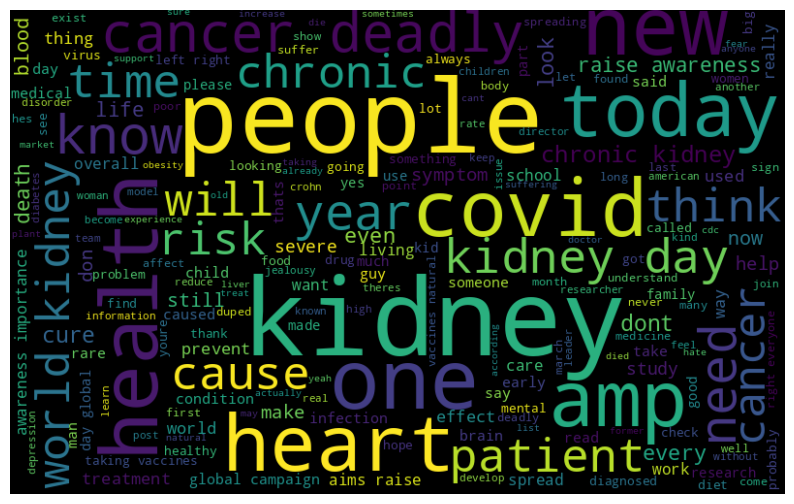 cancer deadly
new
blood
exist
thing
virus
support
sure
increase
die
sometimes
suffer
show
fear
anyone
spreading
big
really
day
time
left right
please
chronic
always
children
body
look
part
let
found
said
women
another
raise awareness
medical
disorder
hes
see
poor
life
know
people
lot
cant
rate
director
today
market
overall
obesity
taking
already
looking
going
something
keep
issue
chronic kidney
last
sign
death
diabetes
woman
model
old
yes
crohn
point
symptom
suffering
school
long
american
used
plant
become
experience
thats
use
covid
called
cdc
kind
think
world kidney
health
will
year
team
don
affect
risk
even
severe
living
kid
kidney day
doctor
got
now
month
researcher
understand
join
help
problem
child
food
drug
much
reduce
liver
jealousy
theres
guy
someone
family
many
way
awareness importance
information
find
still
treat
want
duped
kidney
vaccines natural
never
dont
medicine
feel
need
cancer
cure
caused
youre
made
known
high
rare
thank
prevent
cause
one
according
care
early
march
leader
take
study
died
hate
right everyone
learn
actually
condition
yeah
real
say
amp
good
depression
day global
first
may
make
infection
effect
mental
read
former
check
without
probably
man
post
natural
world
heart
hope
brain
deadly
patient
every
well
healthy
develop
list
work
research
taking vaccines
treatment
global campaign
aims raise
spread
diagnosed
diet
come